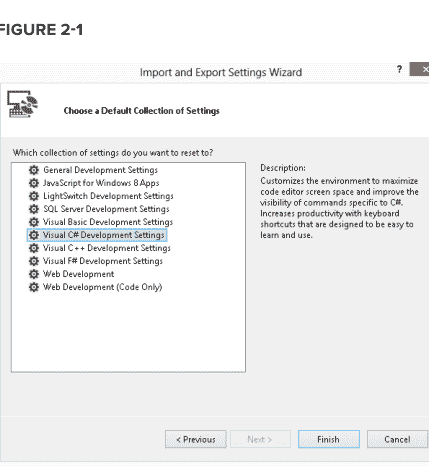 FIGURE 2-1
Import and Export Settings Wizard
?
x
Choose a Default Collection of Settings
Which collection of settings do you want to reset to?
General Development Settings
JavaScript for Windows 8 Apps
LightSwitch Development Settings
SQL Server Development Settings
Visual Basic Development Settings
Visual C# Development Settings
Visual C++ Development Settings
Visual F# Development Settings
Web Development
Web Development (Code Only)
Description:
Customizes the environment to maximize
code editor screen space and improve the
visibility of commands specific to C#.
Increases productivity with keyboard
shortcuts that are designed to be easy to
learn and use.
< Previous
Next >
Finish
Cancel